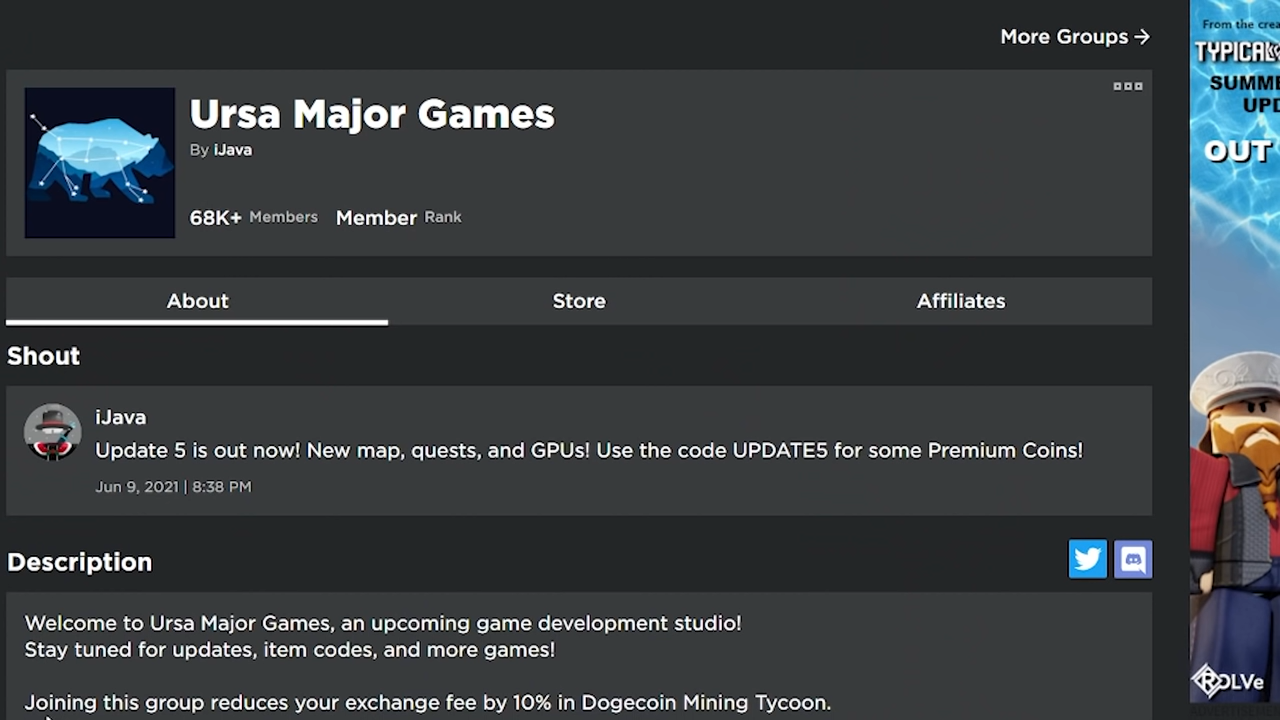 More Groups →
From the crea
TYPICAL
SUMME
UPD
OUT
Ursa Major Games
By iJava
68K+ Members Member Rank
About Store Affiliates
Shout
iJava
Update 5 is out now! New map, quests, and GPUs! Use the code UPDATE5 for some Premium Coins!
Jun 9, 2021 | 8:38 PM
Description
Welcome to Ursa Major Games, an upcoming game development studio!
Stay tuned for updates, item codes, and more games!
Joining this group reduces your exchange fee by 10% in Dogecoin Mining Tycoon.
ROLVe